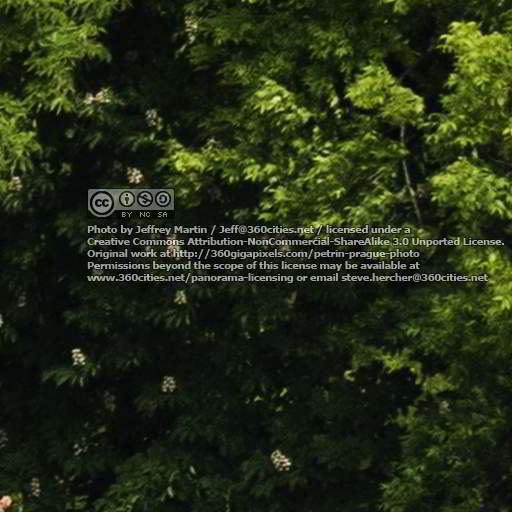 cc BY NC SA
Photo by Jeffrey Martin / Jeff@360cities.net / licensed under a
Creative Commons Attribution-NonCommercial-ShareAlike 3.0 Unported License.
Original work at http://360gigapixels.com/petrin-prague-photo
Permissions beyond the scope of this license may be available at
www.360cities.net/panorama-licensing or email steve.hercher@360cities.net